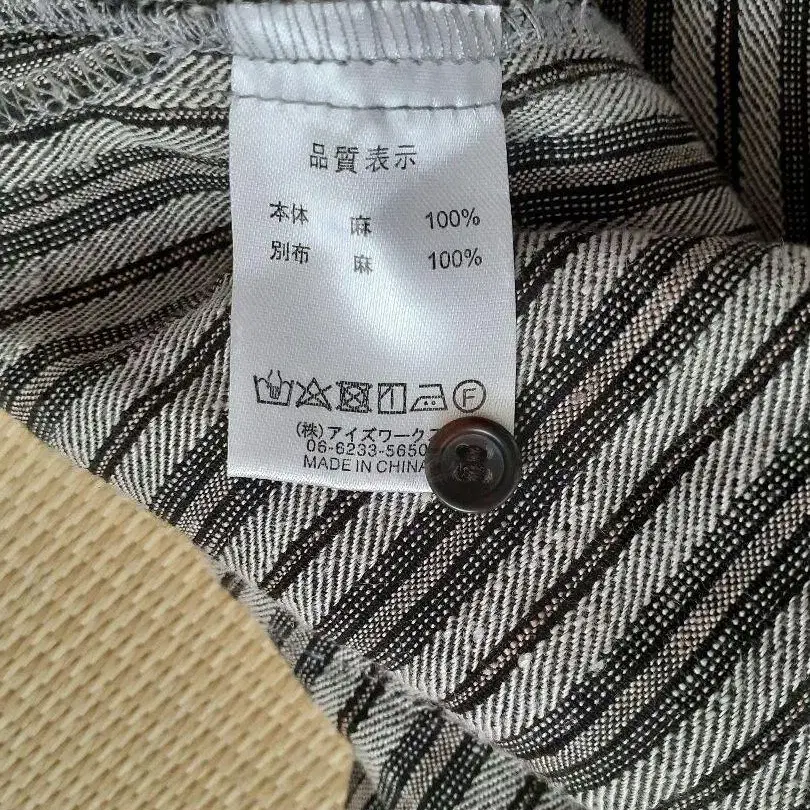 品質表示
本体 麻 100%
別布 麻 100%
F
(株)アイズワークス
06-6233-5650
MADE IN CHINA